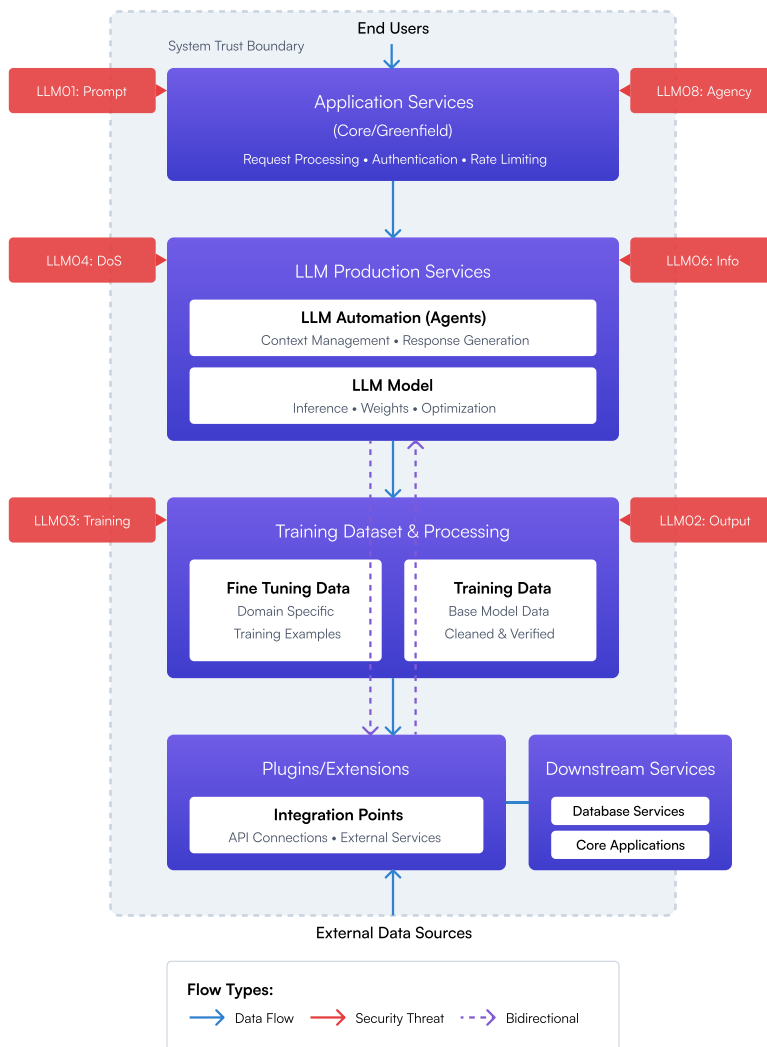 End Users
System Trust Boundary
LLM01: Prompt
LLM08: Agency
Application Services
(Core/Greenfield)
Request Processing • Authentication • Rate Limiting
LLM04: DoS
LLM06: Info
LLM Production Services
LLM Automation (Agents)
Context Management • Response Generation
LLM Model
Inference • Weights • Optimization
LLM03: Training
LLM02: Output
Training Dataset & Processing
Fine Tuning Data
Domain Specific
Training Examples
Training Data
Base Model Data
Cleaned & Verified
Plugins/Extensions
Integration Points
API Connections • External Services
Downstream Services
Database Services
Core Applications
External Data Sources
Flow Types:
Data Flow
Security Threat
Bidirectional